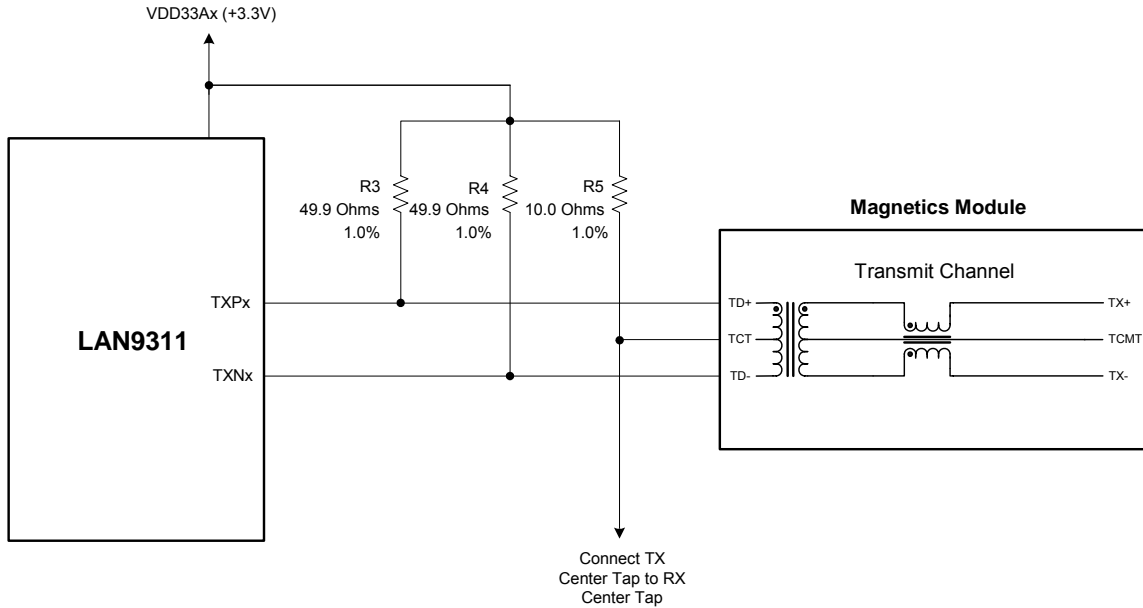 VDD33Ax (+3.3V)
R3
49.9 Ohms
1.0%
R4
49.9 Ohms
1.0%
R5
10.0 Ohms
1.0%
Magnetics Module
Transmit Channel
LAN9311
TXPx
TXNx
TD+
TCT
TD-
TX+
TCMT
TX-
Connect TX
Center Tap to RX
Center Tap